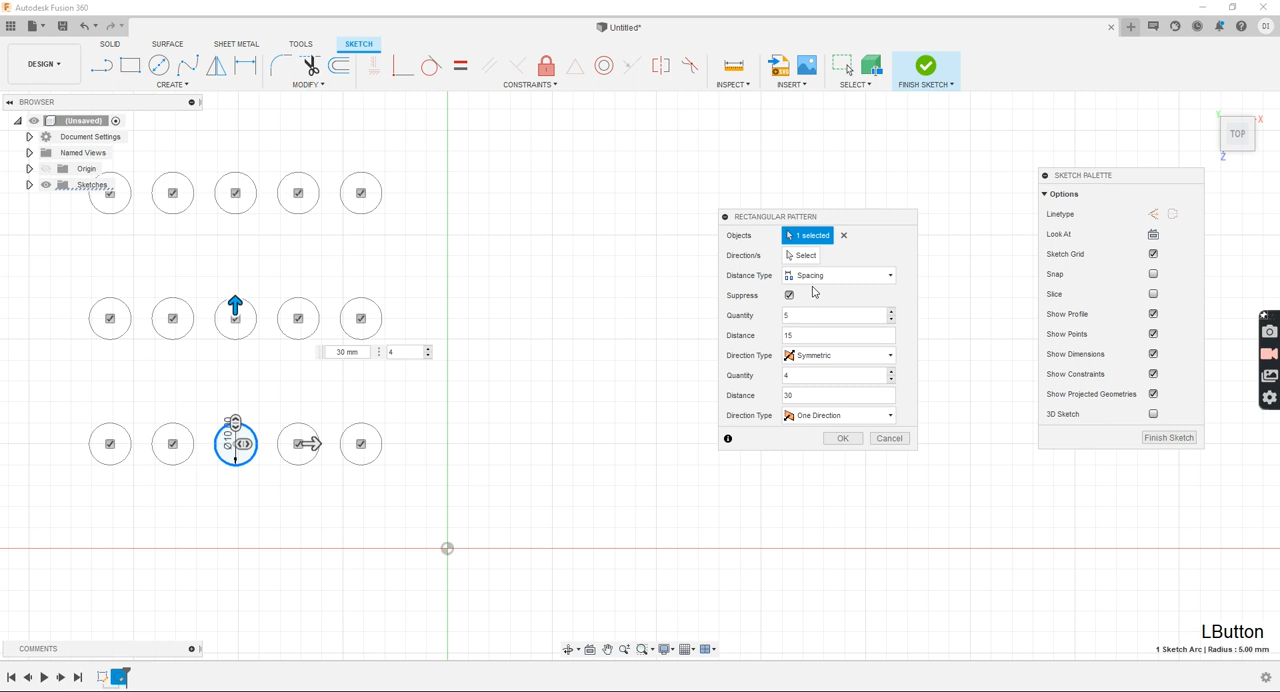 Autodesk Fusion 360
Untitled*
DI
DESIGN
SOLID SURFACE SHEET METAL TOOLS SKETCH
CREATE MODIFY CONSTRAINTS INSPECT INSERT SELECT FINISH SKETCH
BROWSER
(Unsaved)
Document Settings
Named Views
Origin
Sketches
TOP
Y
X
Z
30 mm 4
RECTANGULAR PATTERN
Objects 1 selected
Direction/s Select
Distance Type Spacing
Suppress
Quantity 5
Distance 15
Direction Type Symmetric
Quantity 4
Distance 30
Direction Type One Direction
OK Cancel
SKETCH PALETTE
Options
Linetype
Look At
Sketch Grid
Snap
Slice
Show Profile
Show Points
Show Dimensions
Show Constraints
Show Projected Geometries
3D Sketch
Finish Sketch
LButton
COMMENTS
1 Sketch Arc | Radius : 5.00 mm